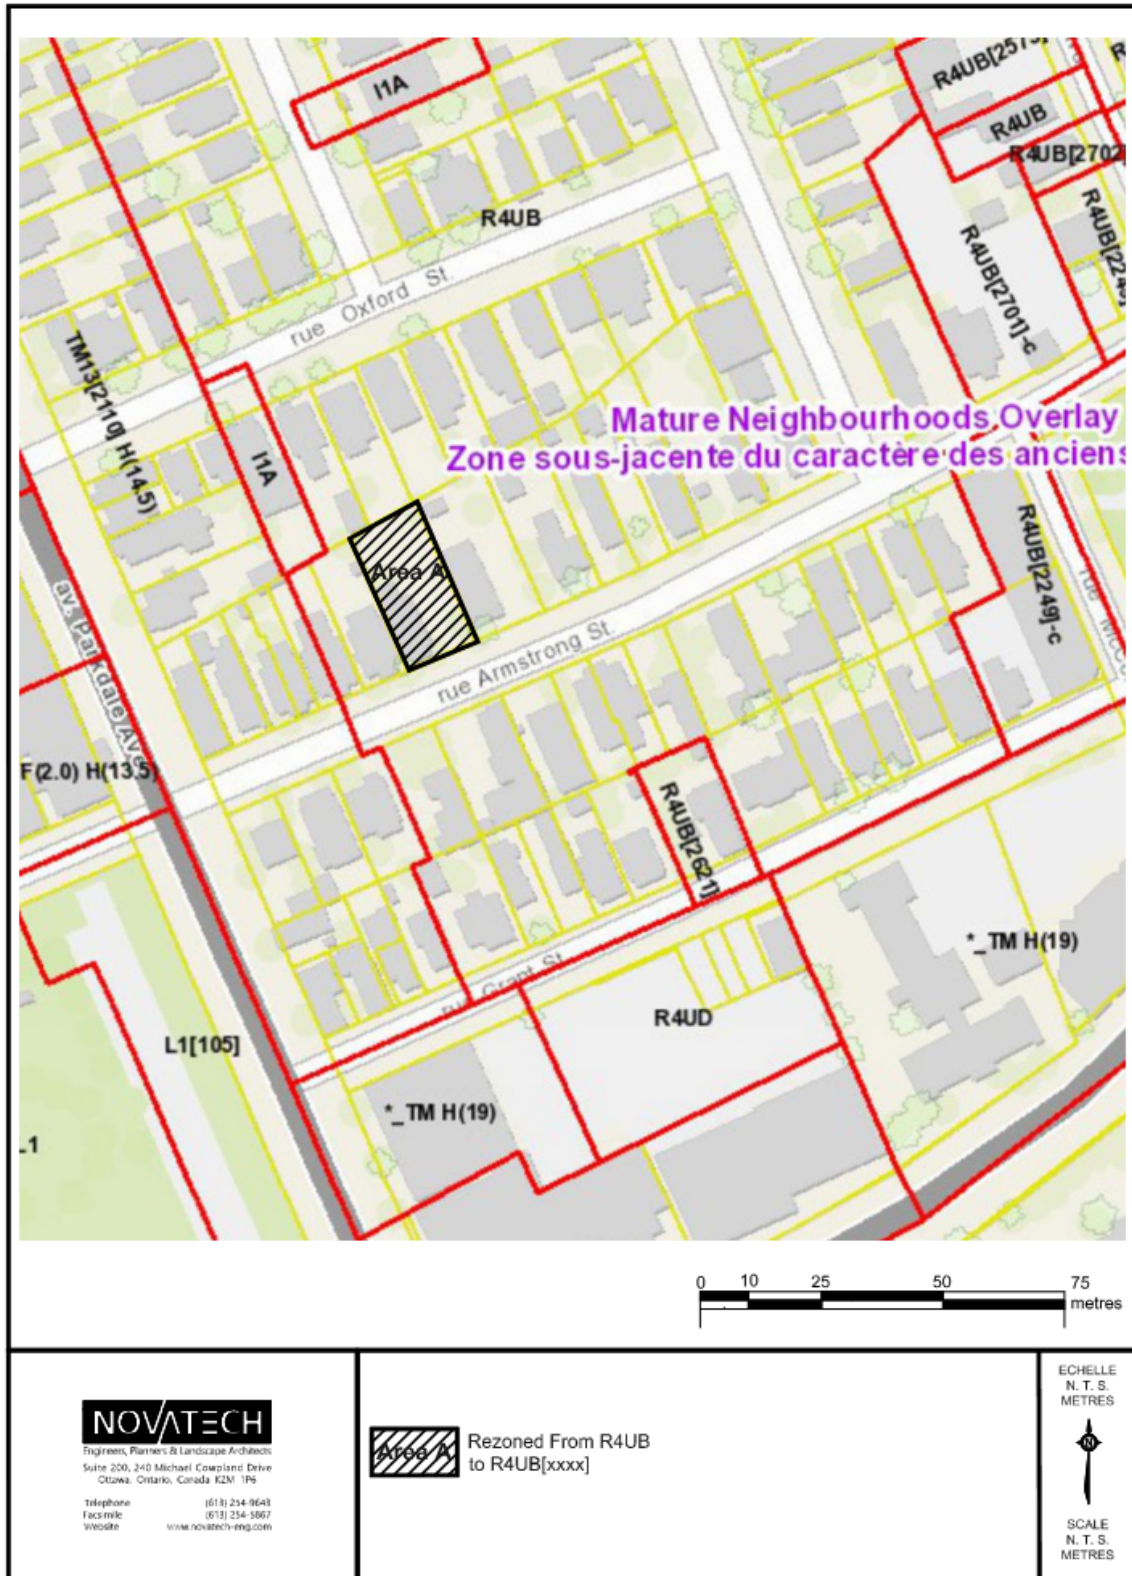 I1A
R4UB[2575]
R4UB
R4UB[2702]
R4UB
R4UB[2701]-c
rue Oxford St.
TM13[2110] H(14.5)
I1A
Mature Neighbourhoods Overlay
Zone sous-jacente du caractère des anciens
Area A
R4UB[2249]-c
rue Armstrong St.
av. Parkdale Ave
F(2.0) H(13.5)
R4UB[2621]
*_TM H(19)
rue Grant St.
R4UD
L1[105]
*_TM H(19)
.1
0 10 25 50 75
metres
NOVATECH
Engineers, Planners & Landscape Architects
Suite 200, 240 Michael Cowpland Drive
Ottawa, Ontario, Canada K2M 1P6
Telephone (613) 254-9643
Facsimile (613) 254-5867
Website www.novatech-eng.com
Area A
Rezoned From R4UB
to R4UB[xxxx]
ECHELLE
N. T. S.
METRES
N
SCALE
N. T. S.
METRES